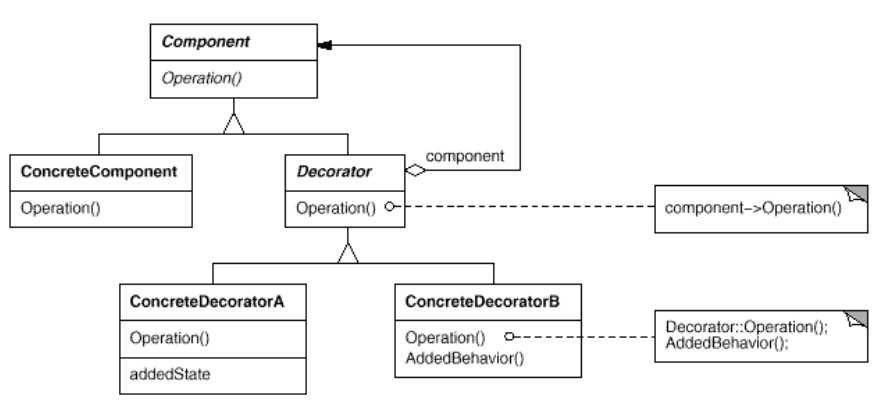 Component
Operation()
component
ConcreteComponent
Operation()
Decorator
Operation()
component->Operation()
ConcreteDecoratorA
Operation()
addedState
ConcreteDecoratorB
Operation()
AddedBehavior()
Decorator::Operation();
AddedBehavior();